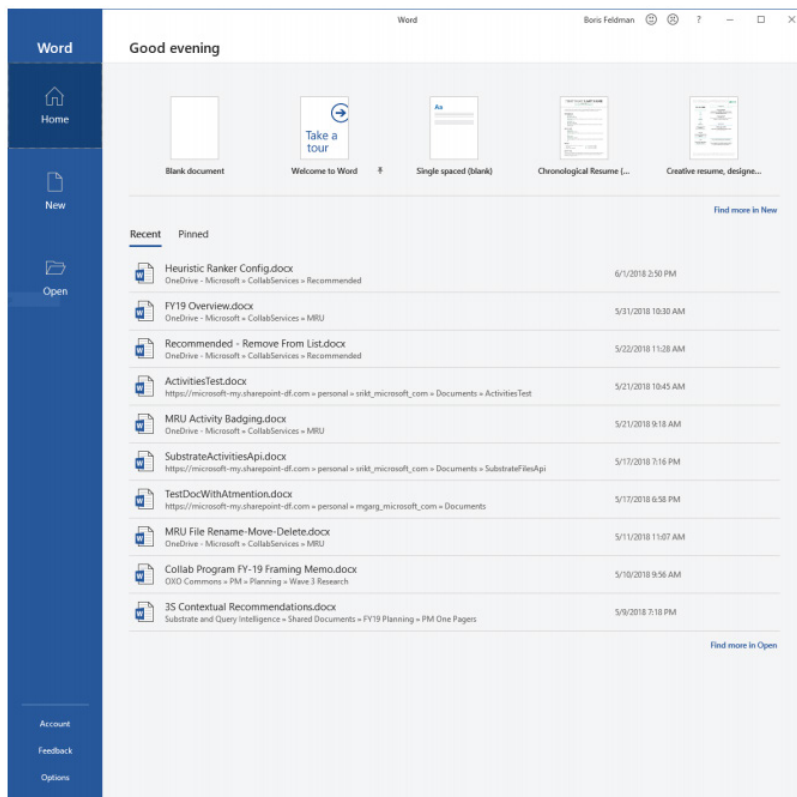 Word
Boris Feldman
?
Word
Good evening
Home
New
Open
Aa
Take a
tour
Blank document
Welcome to Word
Single spaced (blank)
Chronological Resume (...
Creative resume, designe...
Find more in New
Recent Pinned
Heuristic Ranker Config.docx
OneDrive - Microsoft » CollabServices » Recommended
6/1/2018 2:50 PM
FY19 Overview.docx
OneDrive - Microsoft » CollabServices » MRU
5/31/2018 10:30 AM
Recommended - Remove From List.docx
OneDrive - Microsoft » CollabServices » Recommended
5/22/2018 11:28 AM
ActivitiesTest.docx
https://microsoft-my.sharepoint-df.com » personal » srikt_microsoft_com » Documents » ActivitiesTest
5/21/2018 10:45 AM
MRU Activity Badging.docx
OneDrive - Microsoft » CollabServices » MRU
5/21/2018 9:18 AM
SubstrateActivitiesApi.docx
https://microsoft-my.sharepoint-df.com » personal » srikt_microsoft_com » Documents » SubstrateFilesApi
5/17/2018 7:16 PM
TestDocWithAtmention.docx
https://microsoft-my.sharepoint-df.com » personal » mgarg_microsoft_com » Documents
5/17/2018 6:58 PM
MRU File Rename-Move-Delete.docx
OneDrive - Microsoft » CollabServices » MRU
5/11/2018 11:07 AM
Collab Program FY-19 Framing Memo.docx
OXO Commons » PM » Planning » Wave 3 Research
5/10/2018 9:56 AM
3S Contextual Recommendations.docx
Substrate and Query Intelligence » Shared Documents » FY19 Planning » PM One Pagers
5/9/2018 7:18 PM
Find more in Open
Account
Feedback
Options